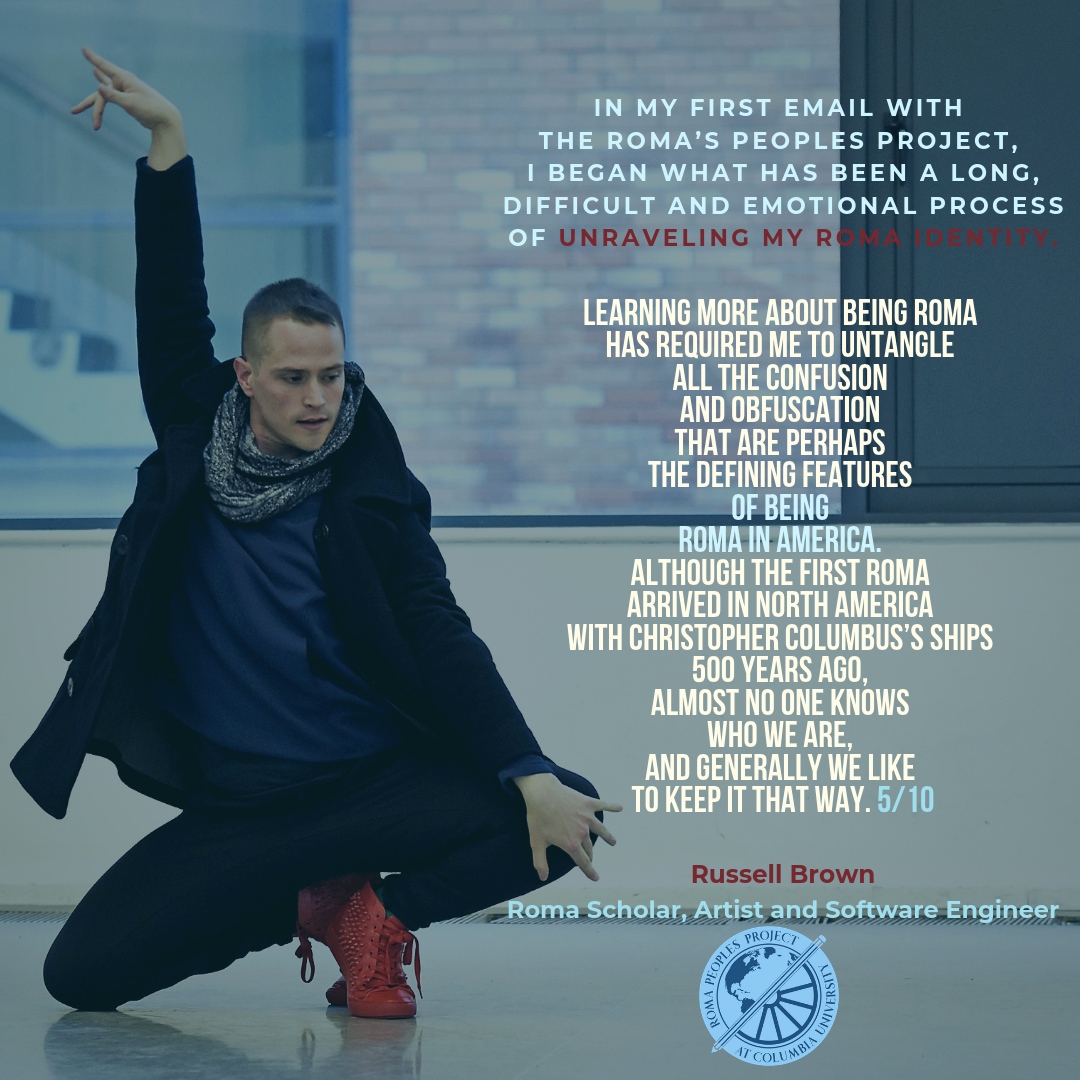 IN MY FIRST EMAIL WITH
THE ROMA'S PEOPLES PROJECT,
I BEGAN WHAT HAS BEEN A LONG,
DIFFICULT AND EMOTIONAL PROCESS
OF UNRAVELING MY ROMA IDENTITY.
LEARNING MORE ABOUT BEING ROMA
HAS REQUIRED ME TO UNTANGLE
ALL THE CONFUSION
AND OBFUSCATION
THAT ARE PERHAPS
THE DEFINING FEATURES
OF BEING
ROMA IN AMERICA.
ALTHOUGH THE FIRST ROMA
ARRIVED IN NORTH AMERICA
WITH CHRISTOPHER COLUMBUS'S SHIPS
500 YEARS AGO,
ALMOST NO ONE KNOWS
WHO WE ARE,
AND GENERALLY WE LIKE
TO KEEP IT THAT WAY. 5/10
Russell Brown
Roma Scholar, Artist and Software Engineer
ROMA PEOPLES PROJECT
AT COLUMBIA UNIVERSITY